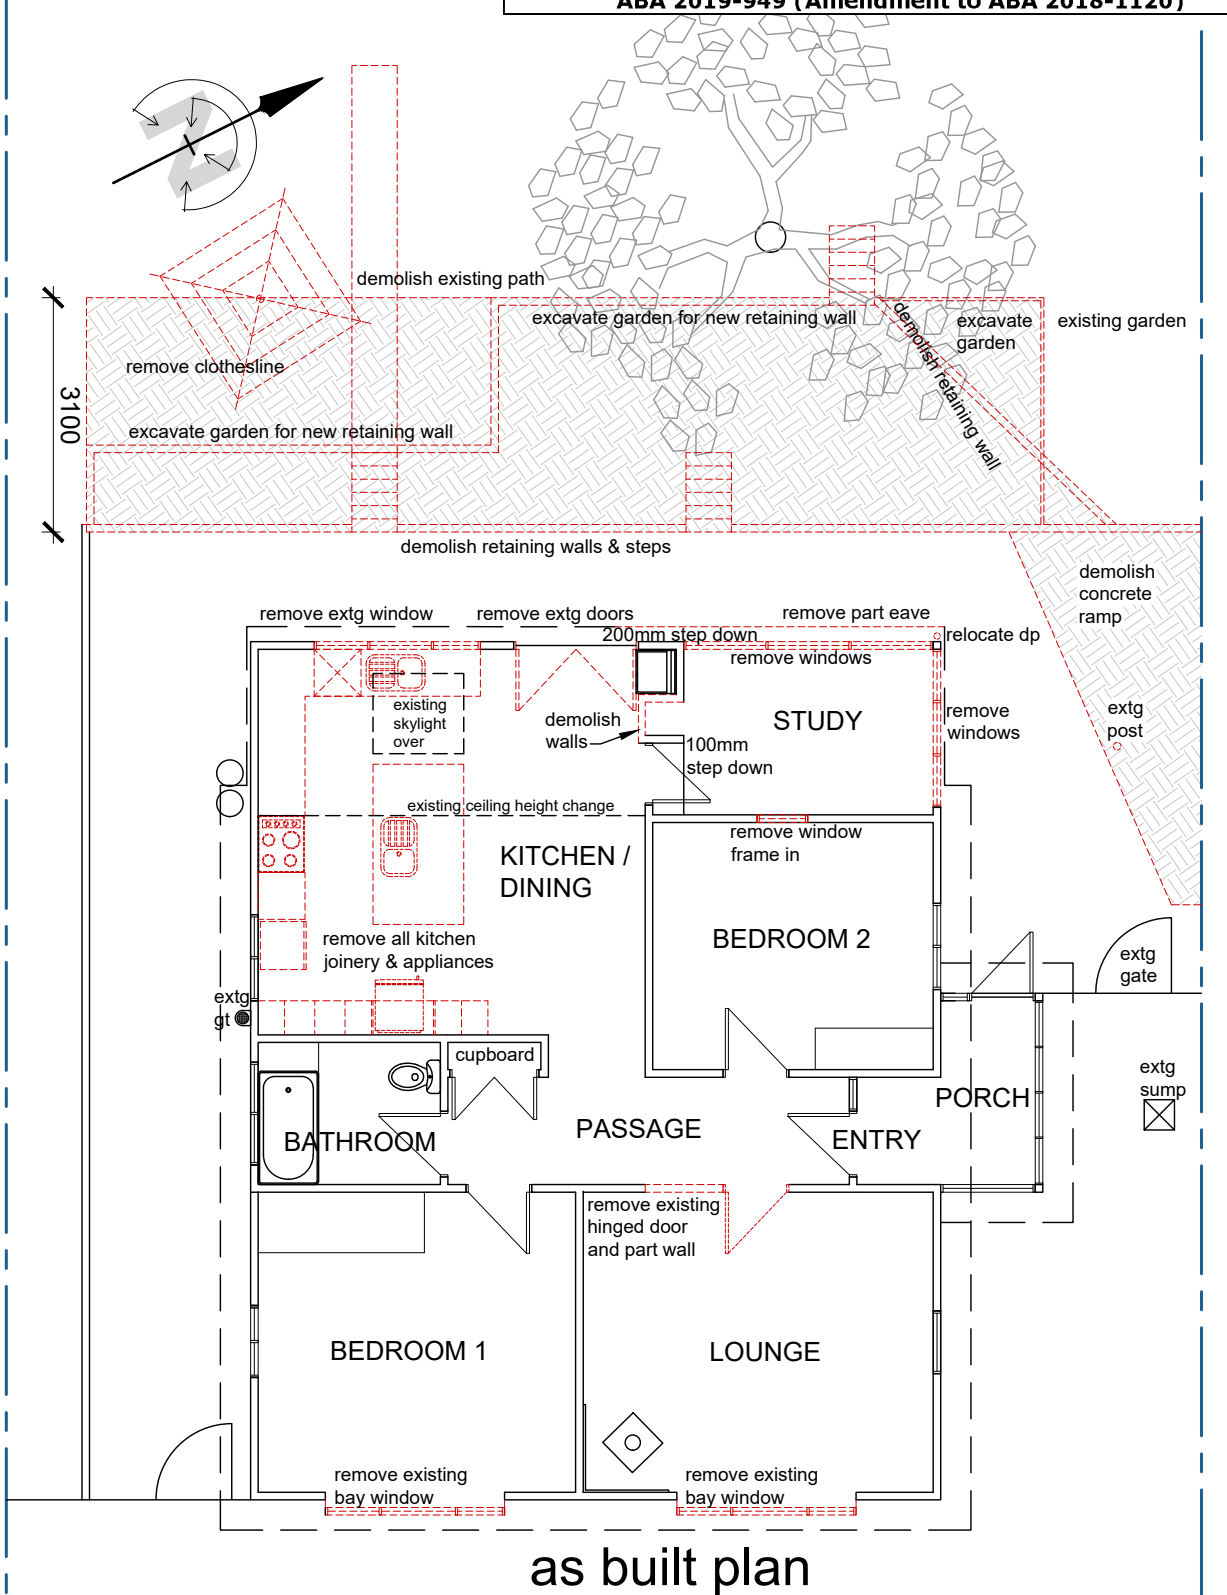 ABA 2019-949 (Amendment to ABA 2018-1120)
N
demolish existing path
excavate garden for new retaining wall
demolish retaining wall
excavate
garden
existing garden
remove clothesline
3100
excavate garden for new retaining wall
demolish retaining walls & steps
demolish
concrete
ramp
remove extg window
remove extg doors
remove part eave
200mm step down
relocate dp
remove windows
existing
skylight
over
demolish
walls
STUDY
remove
windows
extg
post
100mm
step down
existing ceiling height change
remove window
frame in
KITCHEN /
DINING
BEDROOM 2
remove all kitchen
joinery & appliances
extg
gate
extg
gt
cupboard
extg
sump
PORCH
BATHROOM
PASSAGE
ENTRY
remove existing
hinged door
and part wall
BEDROOM 1
LOUNGE
remove existing
bay window
remove existing
bay window
as built plan